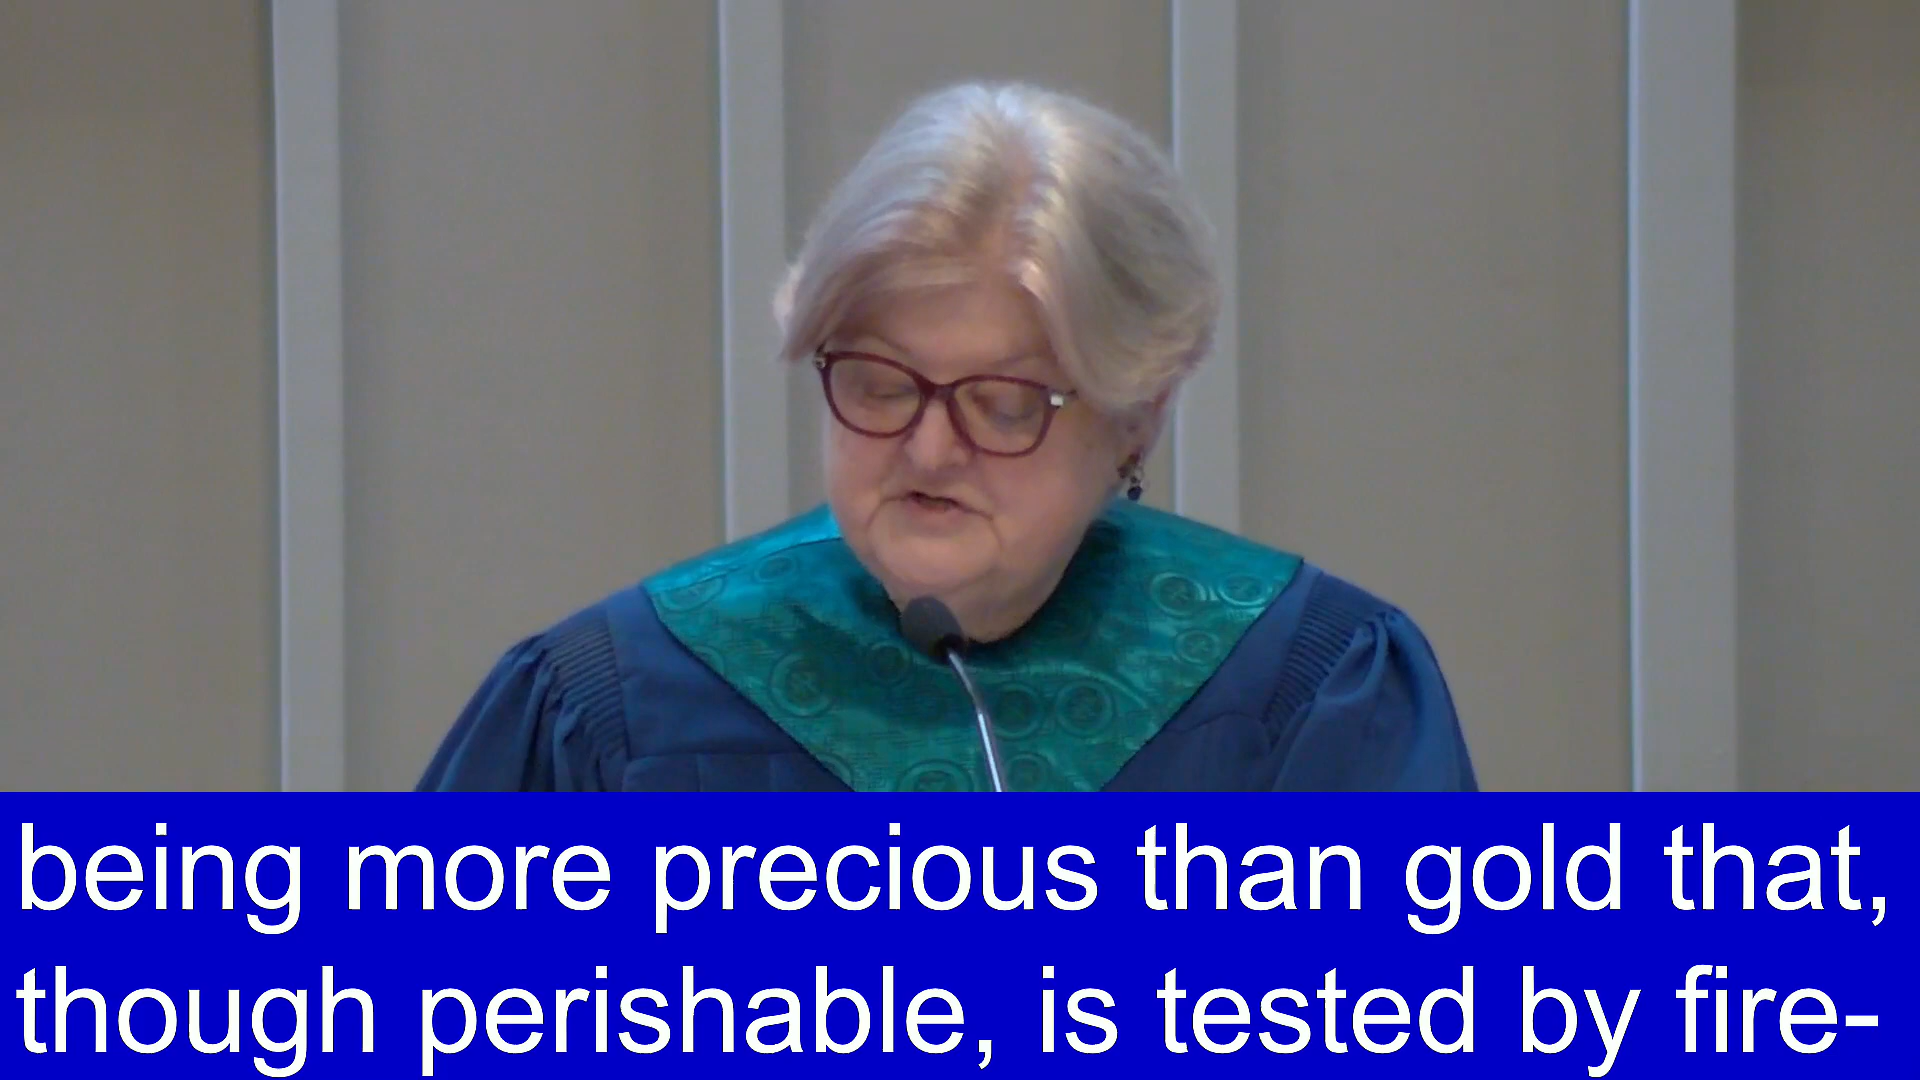 being more precious than gold that,
though perishable, is tested by fire-